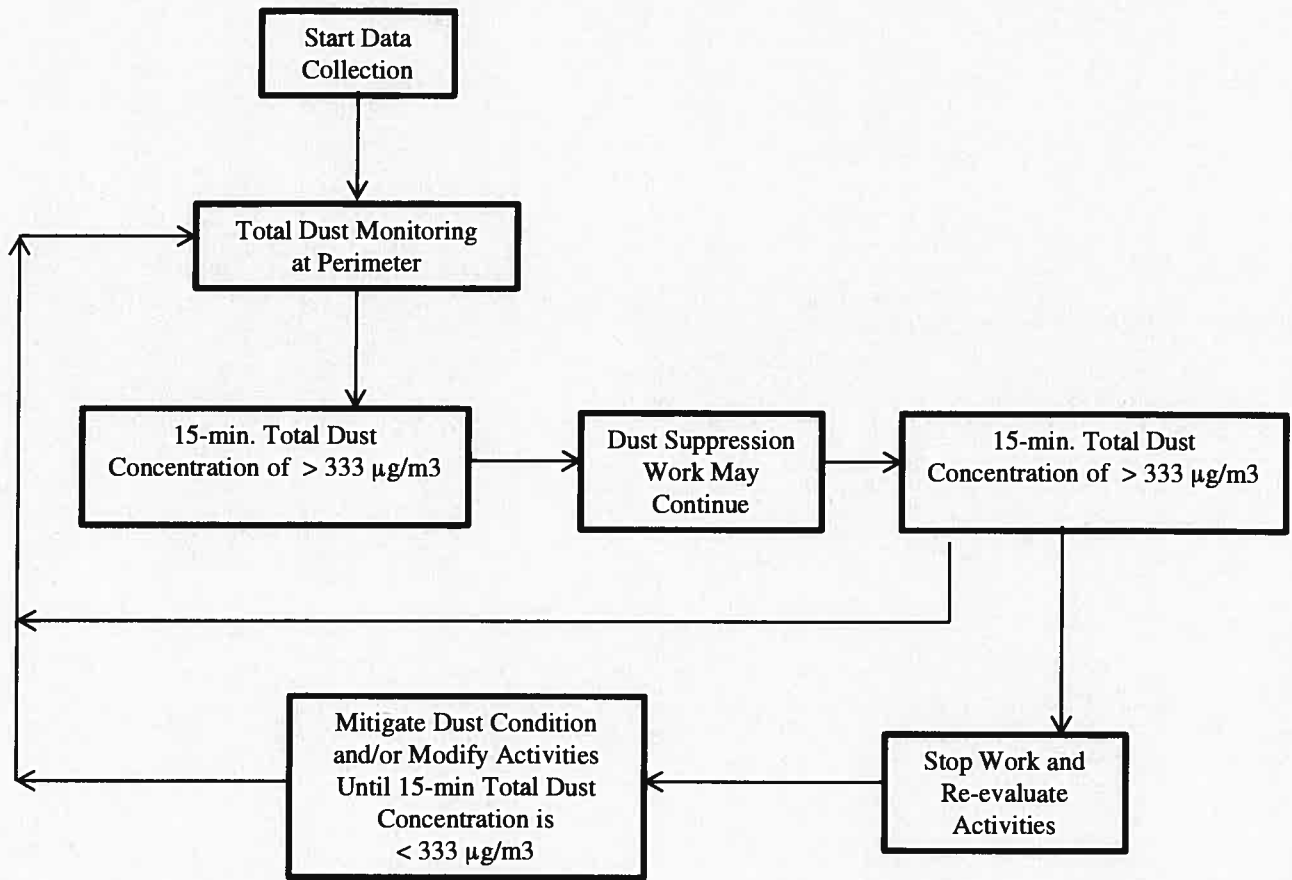 Start Data
Collection
Total Dust Monitoring
at Perimeter
15-min. Total Dust
Concentration of > 333 µg/m3
Dust Suppression
Work May
Continue
15-min. Total Dust
Concentration of > 333 µg/m3
Mitigate Dust Condition
and/or Modify Activities
Until 15-min Total Dust
Concentration is
< 333 µg/m3
Stop Work and
Re-evaluate
Activities